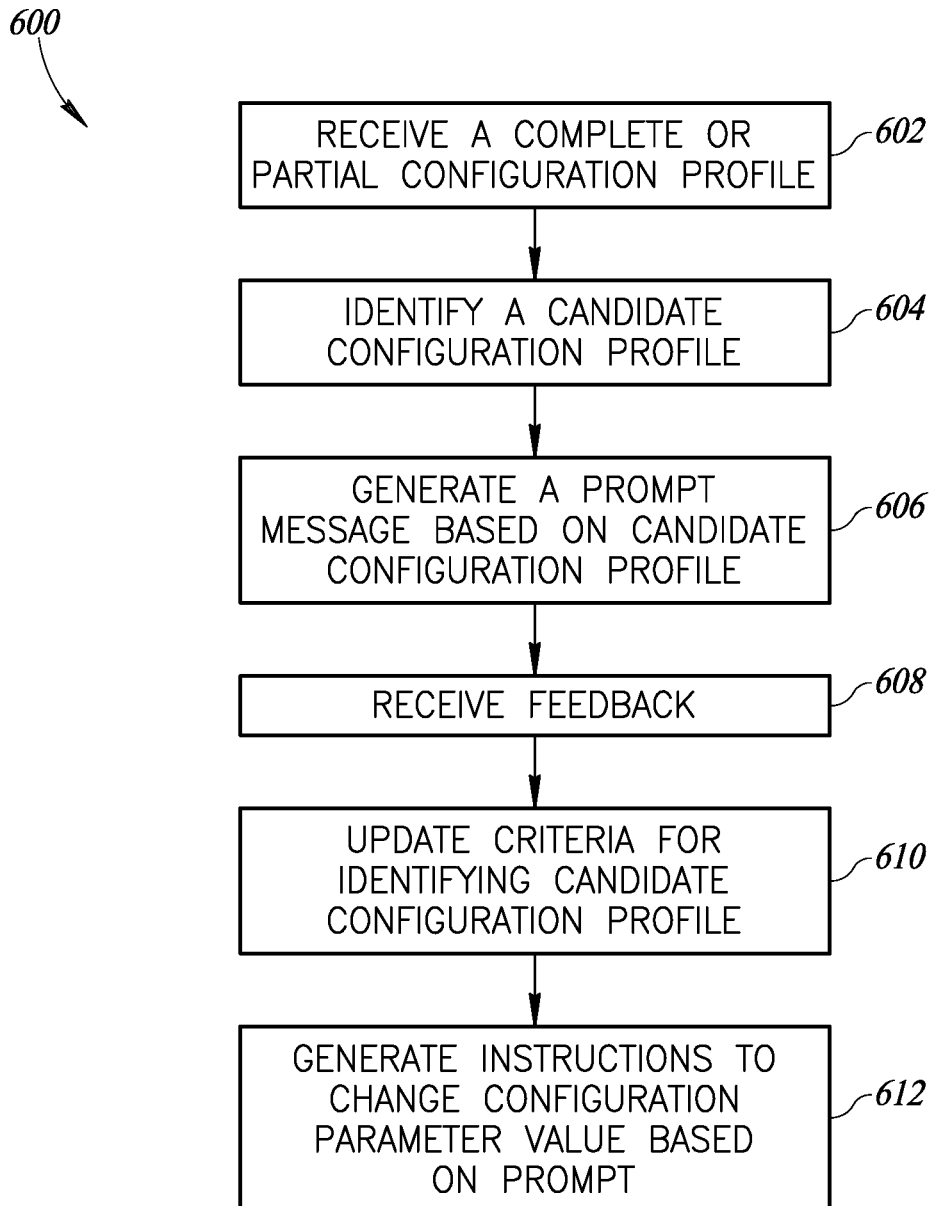 600
RECEIVE A COMPLETE OR
PARTIAL CONFIGURATION PROFILE
602
IDENTIFY A CANDIDATE
CONFIGURATION PROFILE
604
GENERATE A PROMPT
MESSAGE BASED ON CANDIDATE
CONFIGURATION PROFILE
606
RECEIVE FEEDBACK
608
UPDATE CRITERIA FOR
IDENTIFYING CANDIDATE
CONFIGURATION PROFILE
610
GENERATE INSTRUCTIONS TO
CHANGE CONFIGURATION
PARAMETER VALUE BASED
ON PROMPT
612